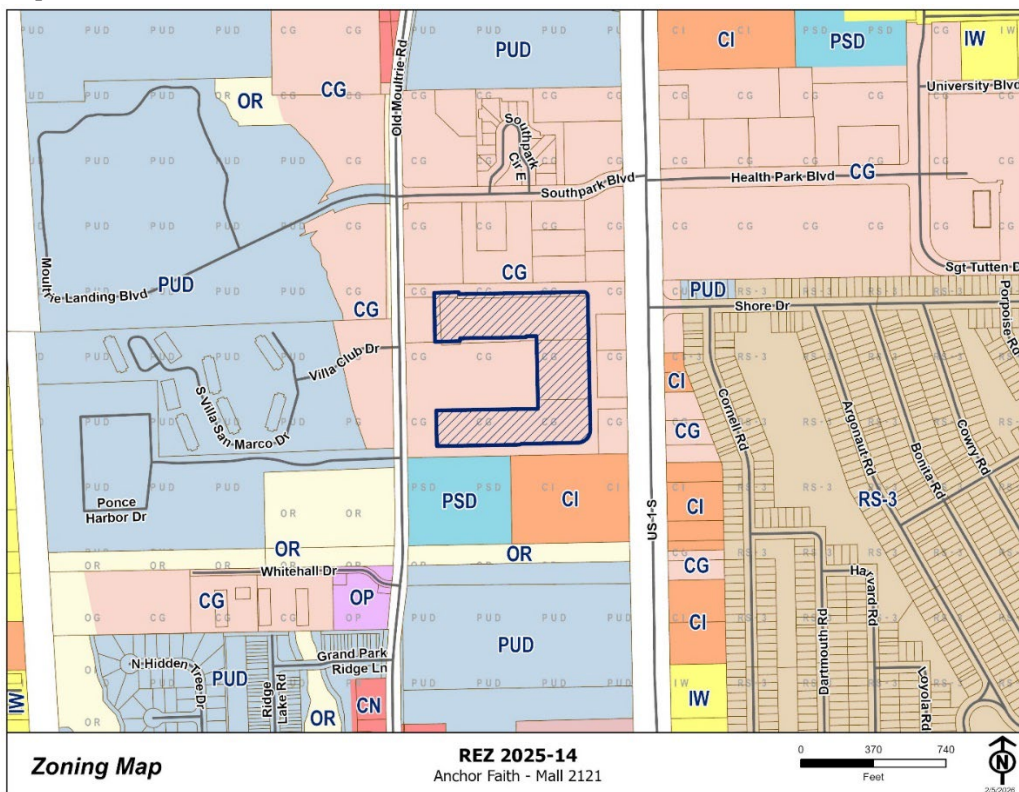 PUD
CI
PSD
IW
OR
CG
Old Moultrie Rd
University Blvd
Southpark
Cir E
Southpark Blvd
Health Park Blvd
CG
Moultrie Landing Blvd
PUD
CG
CG
Sgt Tutten D
PUD
Shore Dr
Porpoise Rd
Villa Club Dr
S Villa San Marco Dr
CI
CG
Cornell Rd
Argonaut Rd
Bonita Rd
Cowry Rd
RS-3
Ponce
Harbor Dr
PSD
CI
CI
US-1 S
OR
OR
CG
Whitehall Dr
CG
OP
Harvard Rd
CI
PUD
Dartmouth Rd
Loyola Rd
N Hidden Tree Dr
PUD
Grand Park
Ridge Ln
Ridge
Lake Rd
OR
CN
IW
IW
Zoning Map
REZ 2025-14
Anchor Faith - Mall 2121
0 370 740
Feet
N
2/5/2026